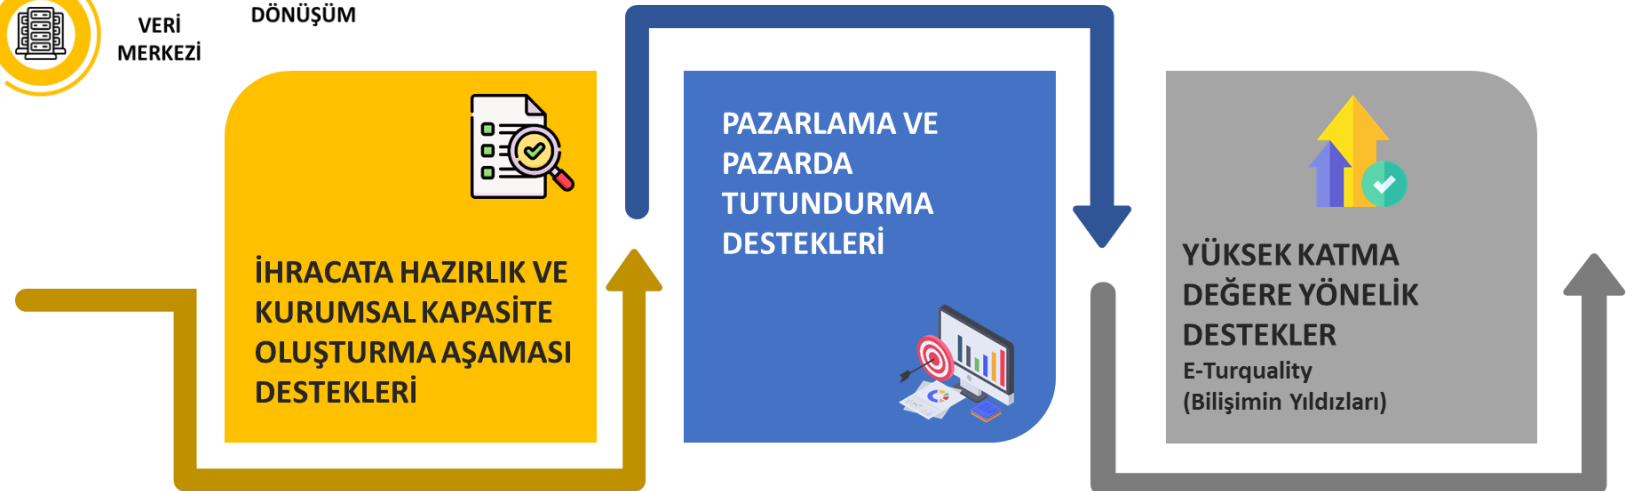 VERİ
MERKEZİ
DÖNÜŞÜM
İHRACATA HAZIRLIK VE
KURUMSAL KAPASİTE
OLUŞTURMA AŞAMASI
DESTEKLERİ
PAZARLAMA VE
PAZARDA
TUTUNDURMA
DESTEKLERİ
YÜKSEK KATMA
DEĞERE YÖNELİK
DESTEKLER
E-Turquality
(Bilişimin Yıldızları)